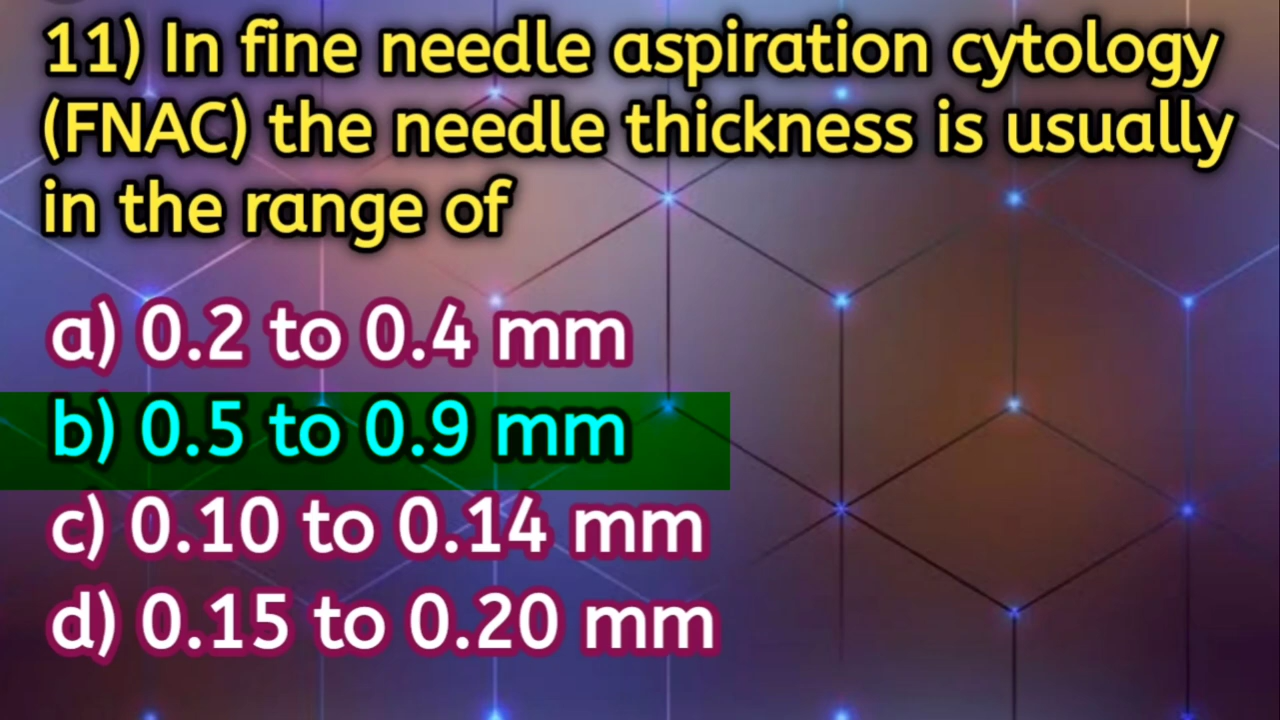 11) In fine needle aspiration cytology
(FNAC) the needle thickness is usually
in the range of
a) 0.2 to 0.4 mm
b) 0.5 to 0.9 mm
c) 0.10 to 0.14 mm
d) 0.15 to 0.20 mm